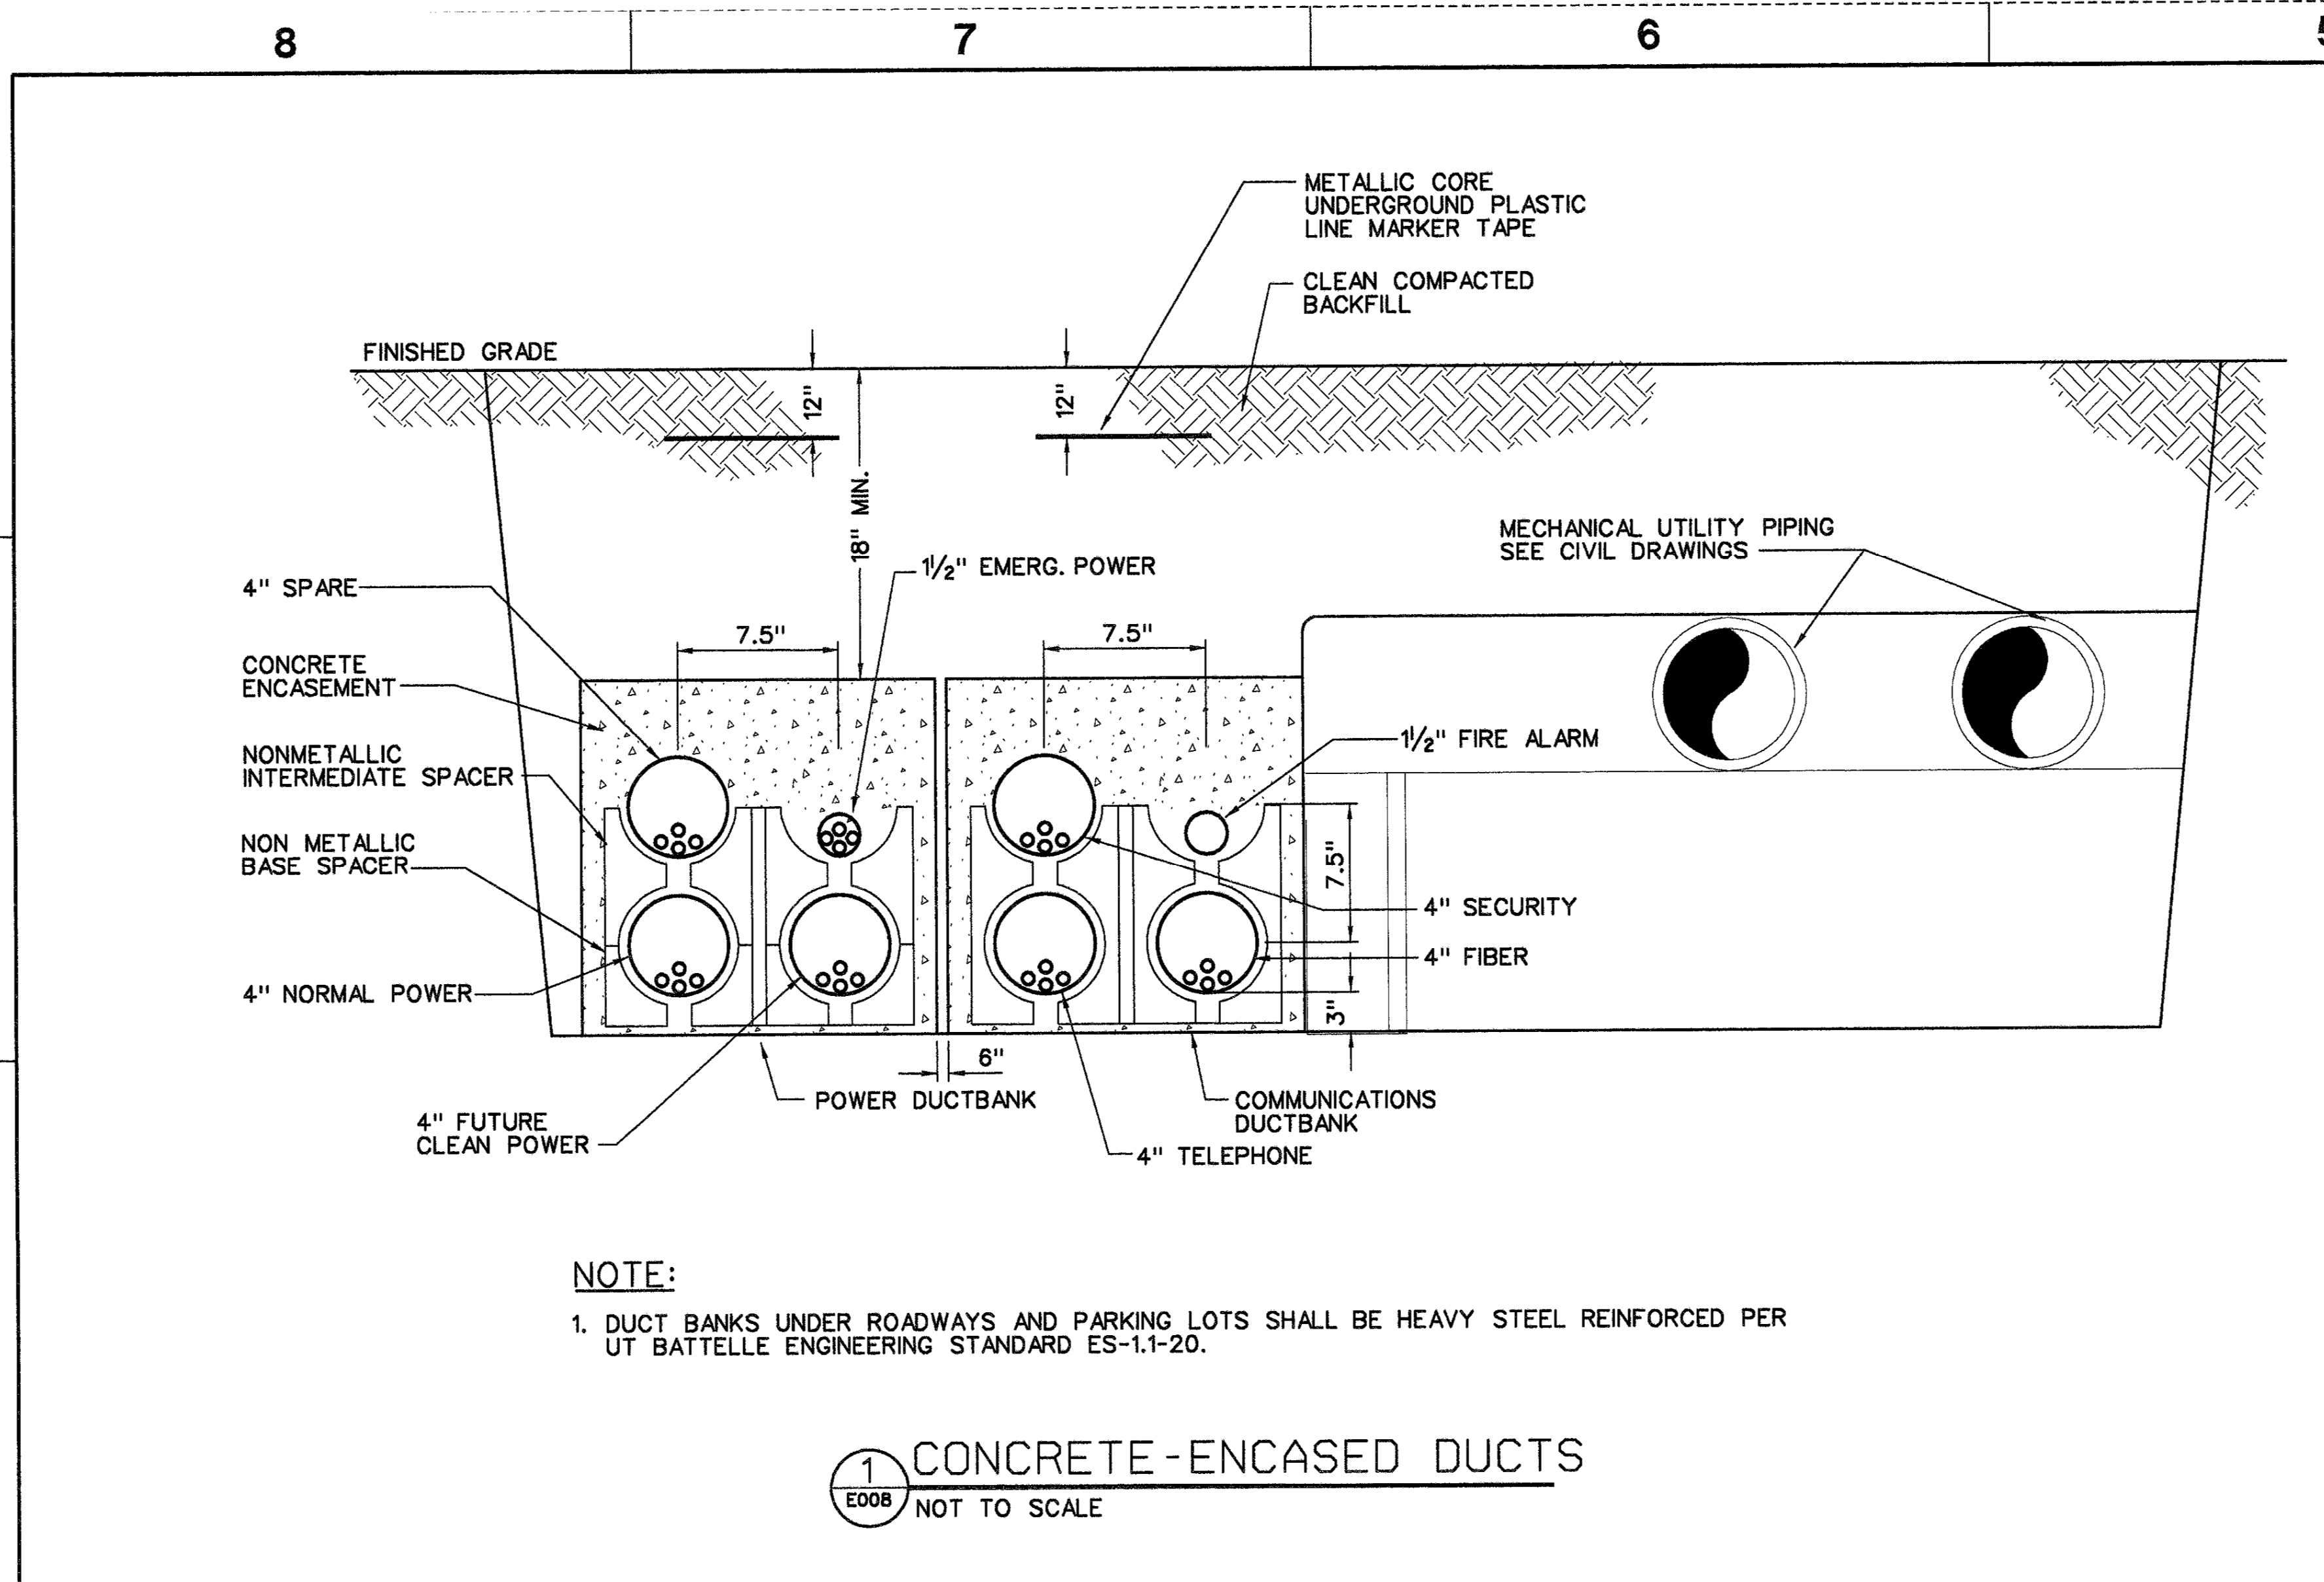 8
7
6
METALLIC CORE
UNDERGROUND PLASTIC
LINE MARKER TAPE
CLEAN COMPACTED
BACKFILL
FINISHED GRADE
12"
12"
18" MIN.
MECHANICAL UTILITY PIPING
SEE CIVIL DRAWINGS
1½" EMERG. POWER
4" SPARE
7.5"
7.5"
CONCRETE
ENCASEMENT
1½" FIRE ALARM
NONMETALLIC
INTERMEDIATE SPACER
NON METALLIC
BASE SPACER
7.5"
4" SECURITY
4" FIBER
4" NORMAL POWER
3"
6"
POWER DUCTBANK
COMMUNICATIONS
DUCTBANK
4" FUTURE
CLEAN POWER
4" TELEPHONE
NOTE:
1. DUCT BANKS UNDER ROADWAYS AND PARKING LOTS SHALL BE HEAVY STEEL REINFORCED PER
UT BATTELLE ENGINEERING STANDARD ES-1.1-20.
1
E008
CONCRETE-ENCASED DUCTS
NOT TO SCALE